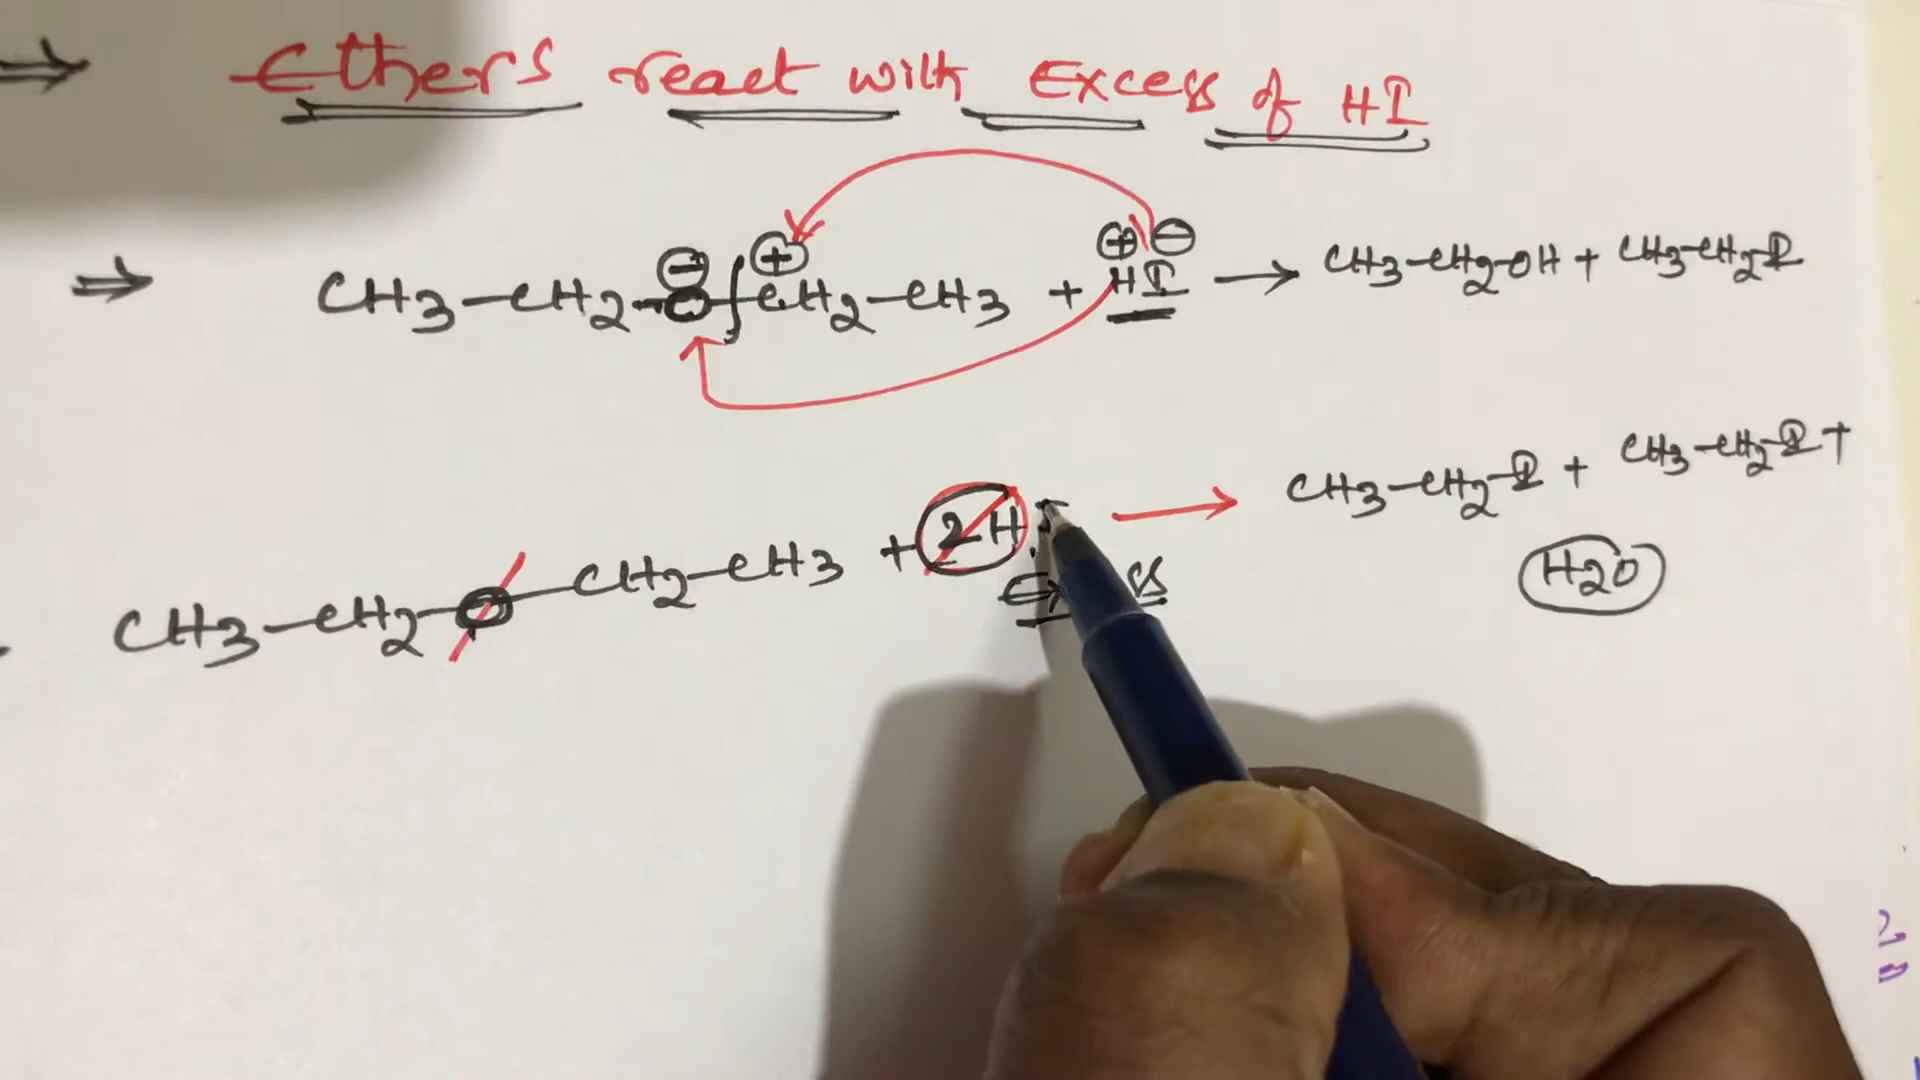 ⇒ Ethers react with Excess of HI
⊖ ⊕ ⊕ ⊖
⇒ CH3-CH2-O-CH2-CH3 + HI → CH3-CH2-OH + CH3-CH2-I
CH3-CH2-O-CH2-CH3 + 2HI → CH3-CH2-I + CH3-CH2-I +
H2O